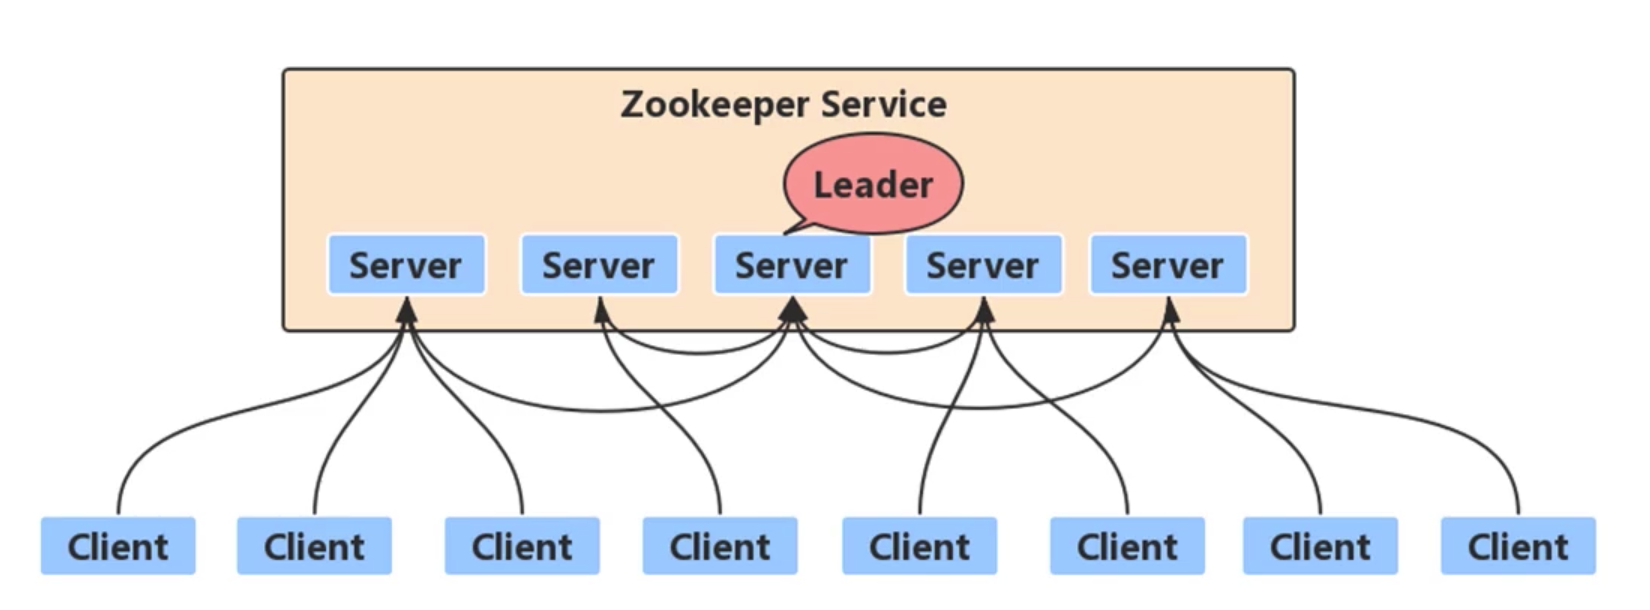 Zookeeper Service
Leader
Server Server Server Server Server
Client Client Client Client Client Client Client Client